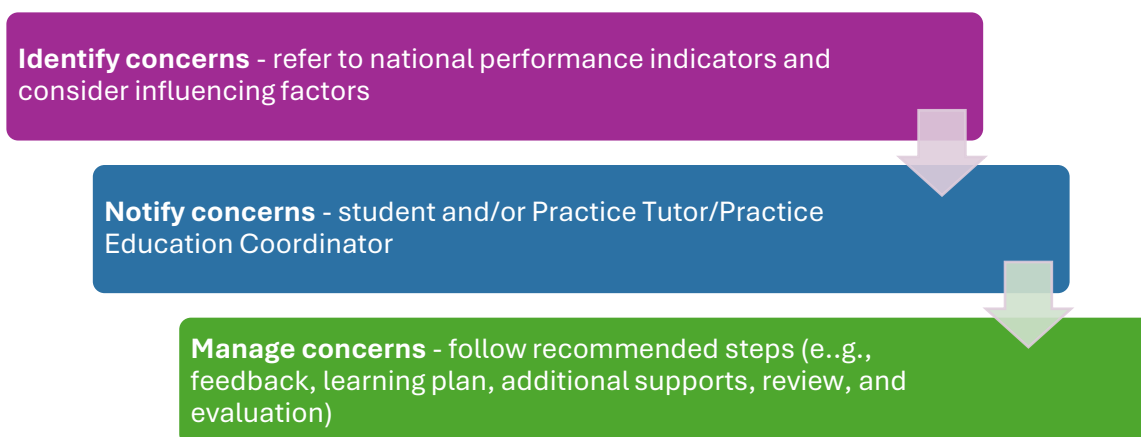 Identify concerns - refer to national performance indicators and
consider influencing factors
Notify concerns - student and/or Practice Tutor/Practice
Education Coordinator
Manage concerns - follow recommended steps (e..g.,
feedback, learning plan, additional supports, review, and
evaluation)